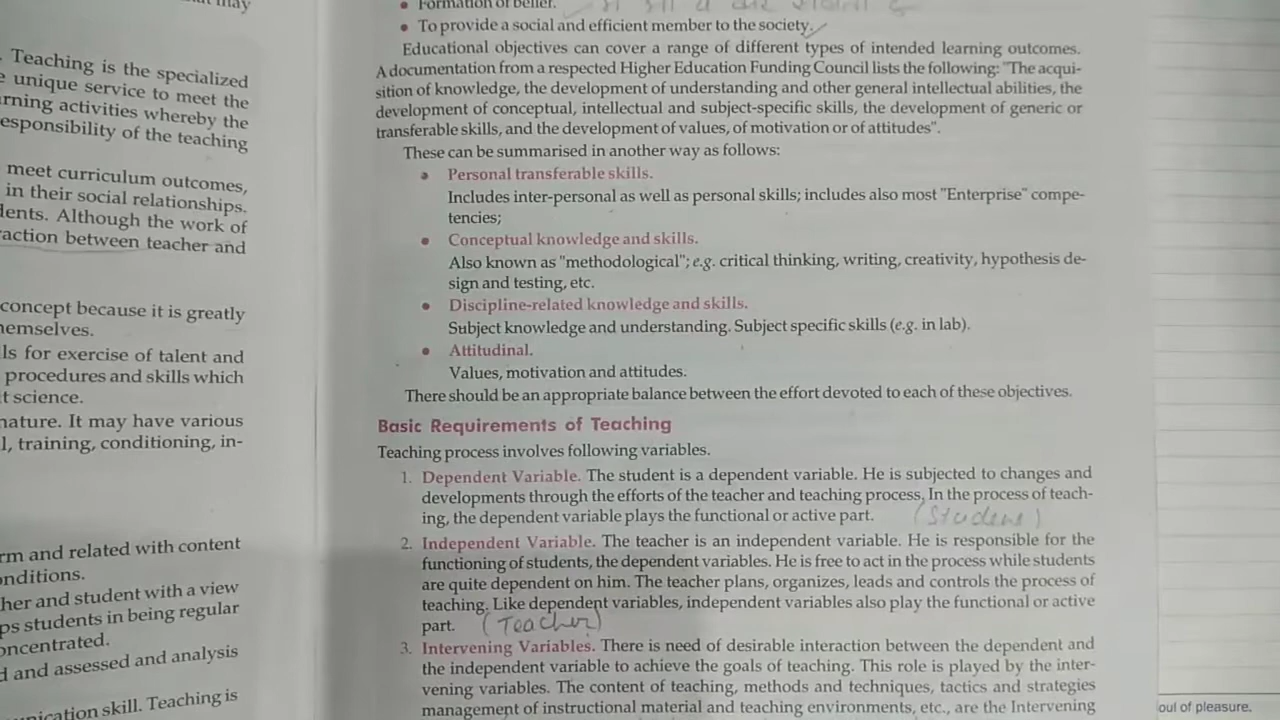 may
Teaching is the specialized
unique service to meet the
rning activities whereby the
esponsibility of the teaching
meet curriculum outcomes,
in their social relationships.
dents. Although the work of
raction between teacher and
concept because it is greatly
hemselves.
ls for exercise of talent and
procedures and skills which
t science.
nature. It may have various
l, training, conditioning, in-
rm and related with content
onditions.
her and student with a view
ps students in being regular
oncentrated.
d and assessed and analysis
unication skill. Teaching is
• Formation of belief.
• To provide a social and efficient member to the society.
Educational objectives can cover a range of different types of intended learning outcomes.
A documentation from a respected Higher Education Funding Council lists the following: "The acqui-
sition of knowledge, the development of understanding and other general intellectual abilities, the
development of conceptual, intellectual and subject-specific skills, the development of generic or
transferable skills, and the development of values, of motivation or of attitudes".
These can be summarised in another way as follows:
• Personal transferable skills.
Includes inter-personal as well as personal skills; includes also most "Enterprise" compe-
tencies;
• Conceptual knowledge and skills.
Also known as "methodological"; e.g. critical thinking, writing, creativity, hypothesis de-
sign and testing, etc.
• Discipline-related knowledge and skills.
Subject knowledge and understanding. Subject specific skills (e.g. in lab).
• Attitudinal.
Values, motivation and attitudes.
There should be an appropriate balance between the effort devoted to each of these objectives.
Basic Requirements of Teaching
Teaching process involves following variables.
1. Dependent Variable. The student is a dependent variable. He is subjected to changes and
developments through the efforts of the teacher and teaching process. In the process of teach-
ing, the dependent variable plays the functional or active part. (Student)
2. Independent Variable. The teacher is an independent variable. He is responsible for the
functioning of students, the dependent variables. He is free to act in the process while students
are quite dependent on him. The teacher plans, organizes, leads and controls the process of
teaching. Like dependent variables, independent variables also play the functional or active
part. (Teacher)
3. Intervening Variables. There is need of desirable interaction between the dependent and
the independent variable to achieve the goals of teaching. This role is played by the inter-
vening variables. The content of teaching, methods and techniques, tactics and strategies
management of instructional material and teaching environments, etc., are the Intervening
out of pleasure.